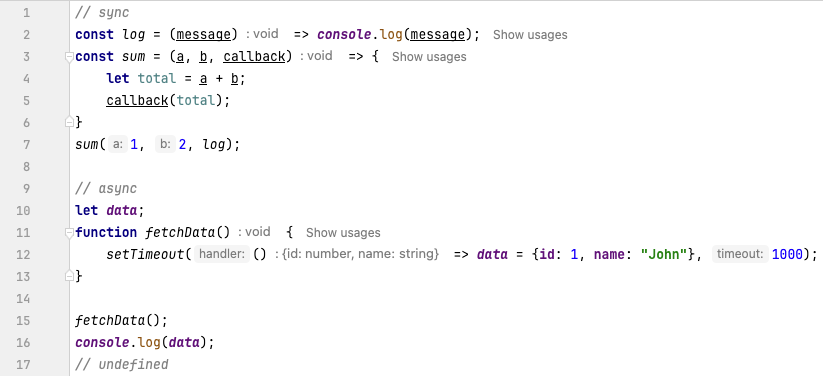 1 // sync
2 const log = (message) : void => console.log(message); Show usages
3 const sum = (a, b, callback) : void => { Show usages
4 let total = a + b;
5 callback(total);
6 }
7 sum( a: 1, b: 2, log);
8
9 // async
10 let data;
11 function fetchData() : void { Show usages
12 setTimeout( handler: () : {id: number, name: string} => data = {id: 1, name: "John"}, timeout: 1000);
13 }
14
15 fetchData();
16 console.log(data);
17 // undefined